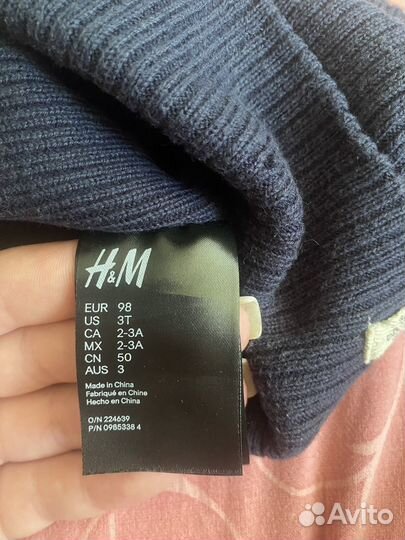 H&M
EUR 98
US 3T
CA 2-3A
MX 2-3A
CN 50
AUS 3
Made in China
Fabriqué en Chine
Hecho en China
O/N 224639
P/N 0985338 4
Avito